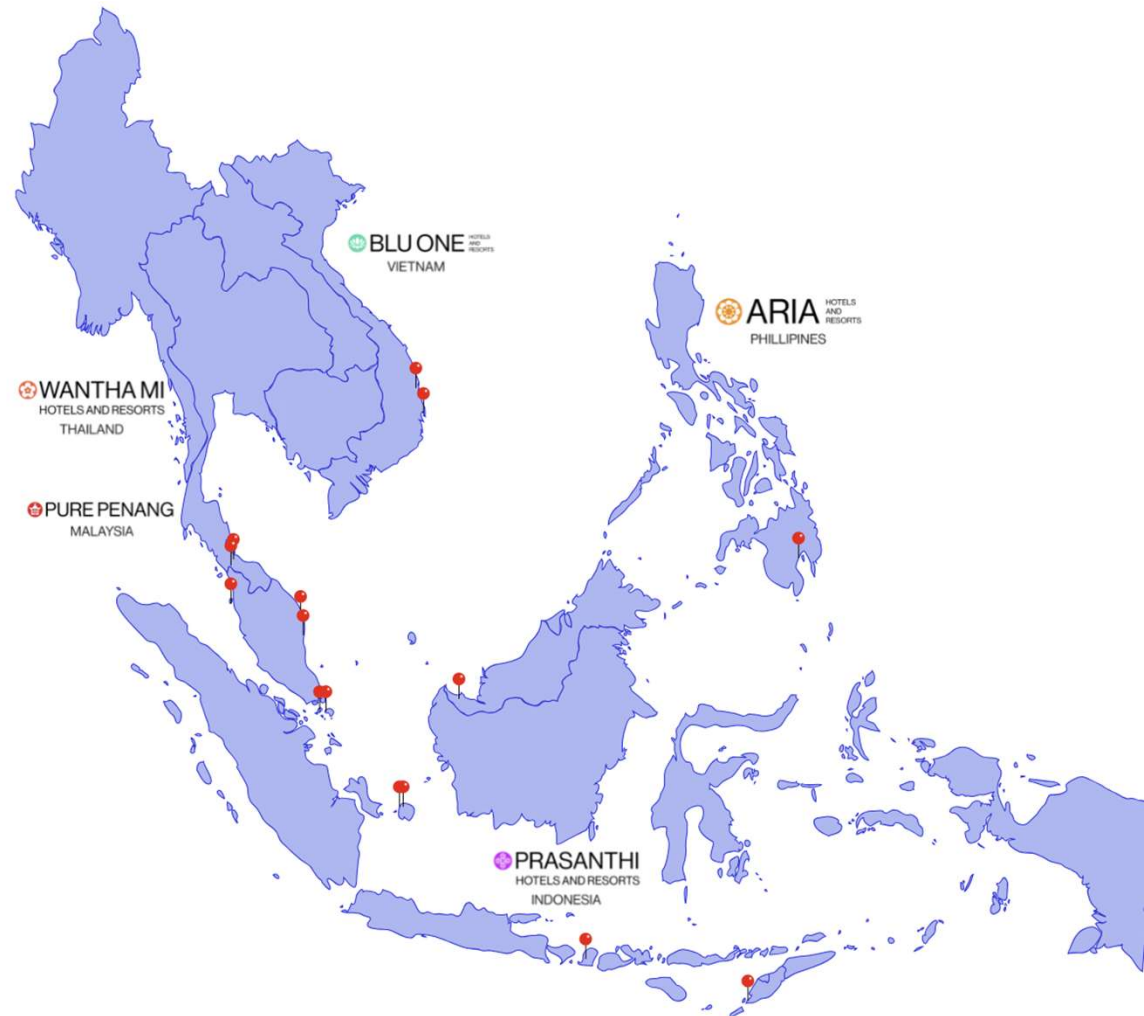 BLU ONE HOTELS AND RESORTS
VIETNAM
ARIA HOTELS AND RESORTS
PHILLIPINES
WANTHA MI
HOTELS AND RESORTS
THAILAND
PURE PENANG
MALAYSIA
PRASANTHI
HOTELS AND RESORTS
INDONESIA